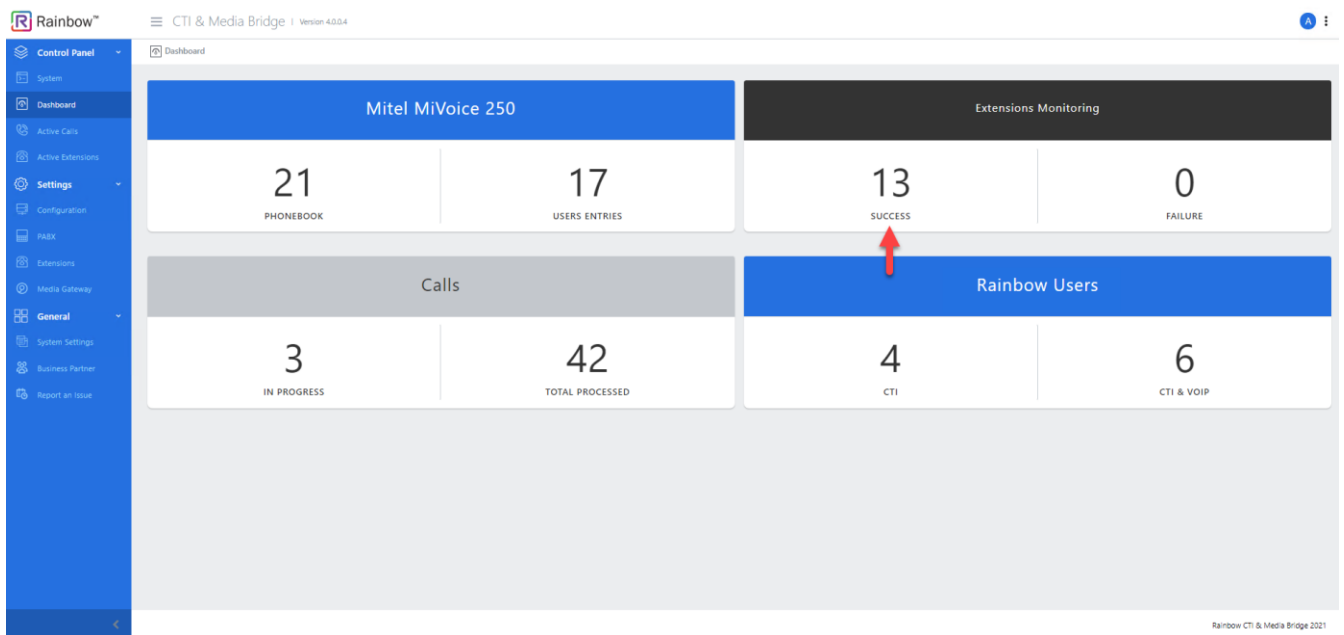 Rainbow™
CTI & Media Bridge | Version 4.0.0.4
A
Control Panel
System
Dashboard
Active Calls
Active Extensions
Settings
Configuration
PABX
Extensions
Media Gateway
General
System Settings
Business Partner
Report an Issue
Dashboard
Mitel MiVoice 250
21
PHONEBOOK
17
USERS ENTRIES
Extensions Monitoring
13
SUCCESS
0
FAILURE
Calls
3
IN PROGRESS
42
TOTAL PROCESSED
Rainbow Users
4
CTI
6
CTI & VOIP
Rainbow CTI & Media Bridge 2021